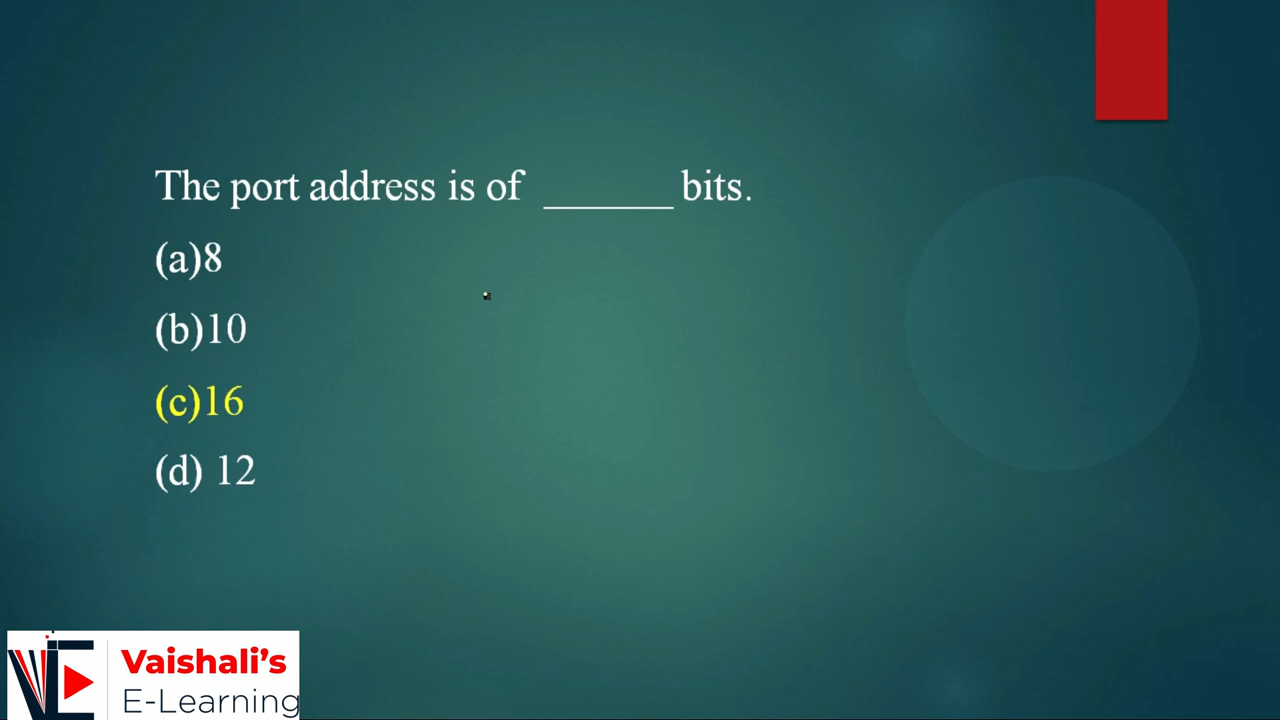 The port address is of _______ bits.
(a)8
(b)10
(c)16
(d) 12
Vaishali's
E-Learning